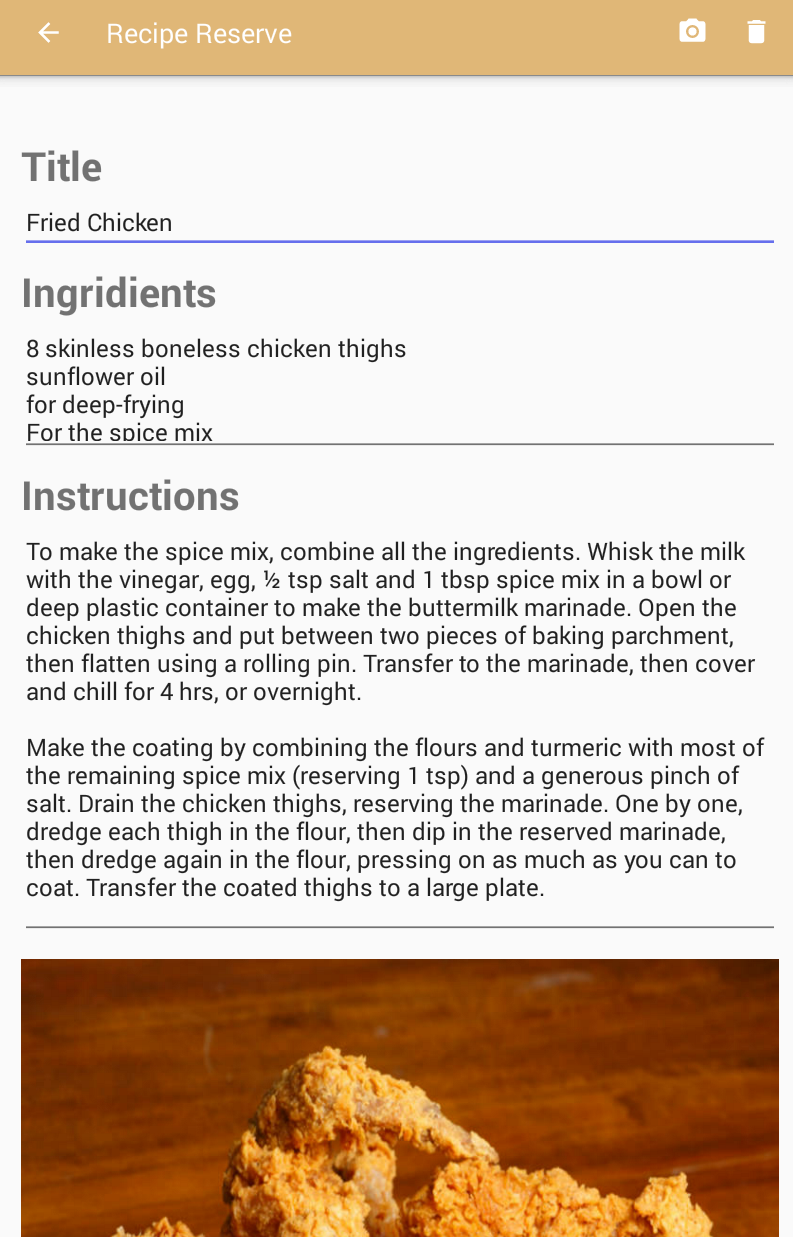 Recipe Reserve
Title
Fried Chicken
Ingridients
8 skinless boneless chicken thighs
sunflower oil
for deep-frying
For the spice mix
Instructions
To make the spice mix, combine all the ingredients. Whisk the milk
with the vinegar, egg, ½ tsp salt and 1 tbsp spice mix in a bowl or
deep plastic container to make the buttermilk marinade. Open the
chicken thighs and put between two pieces of baking parchment,
then flatten using a rolling pin. Transfer to the marinade, then cover
and chill for 4 hrs, or overnight.
Make the coating by combining the flours and turmeric with most of
the remaining spice mix (reserving 1 tsp) and a generous pinch of
salt. Drain the chicken thighs, reserving the marinade. One by one,
dredge each thigh in the flour, then dip in the reserved marinade,
then dredge again in the flour, pressing on as much as you can to
coat. Transfer the coated thighs to a large plate.